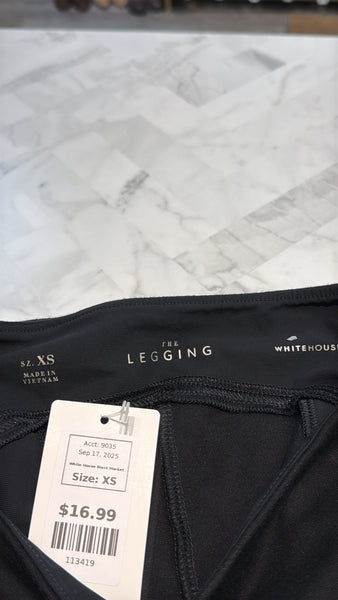 SZ. XS
MADE IN
VIETNAM
THE
LEGGING
WHITEHOUSE
Acct: 9035
Sep 17, 2025
White House Black Market
Size: XS
$16.99
113419